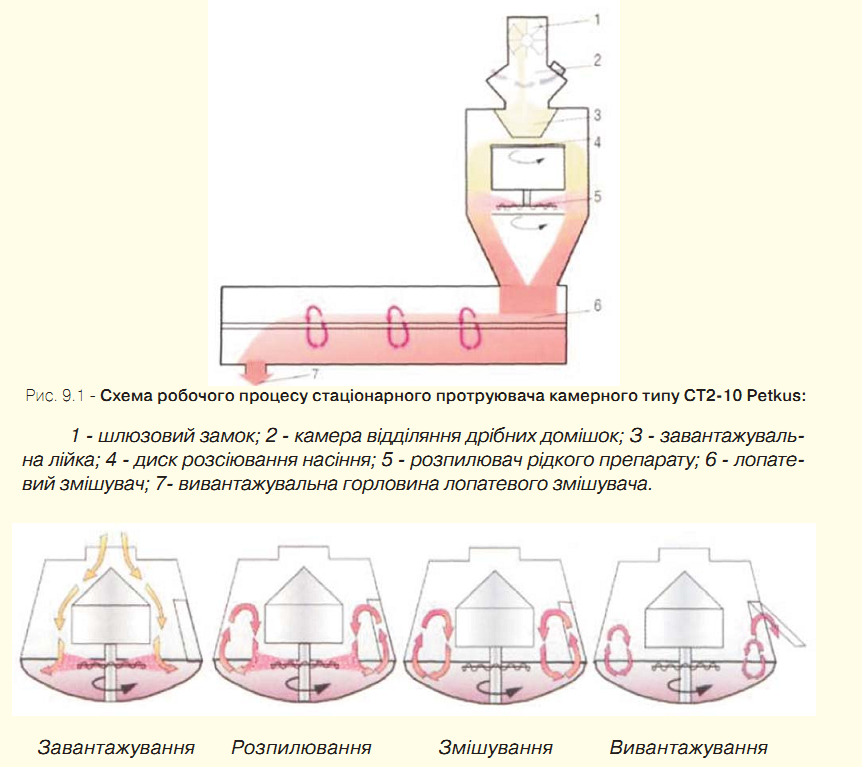 1
2
3
4
5
6
7
Рис. 9.1 - Схема робочого процесу стаціонарного протруювача камерного типу СТ2-10 Petkus:
1 - шлюзовий замок; 2 - камера відділяння дрібних домішок; 3 - завантажуваль-
на лійка; 4 - диск розсіювання насіння; 5 - розпилювач рідкого препарату; 6 - лопате-
вий змішувач; 7- вивантажувальна горловина лопатевого змішувача.
Завантажування Розпилювання Змішування Вивантажування